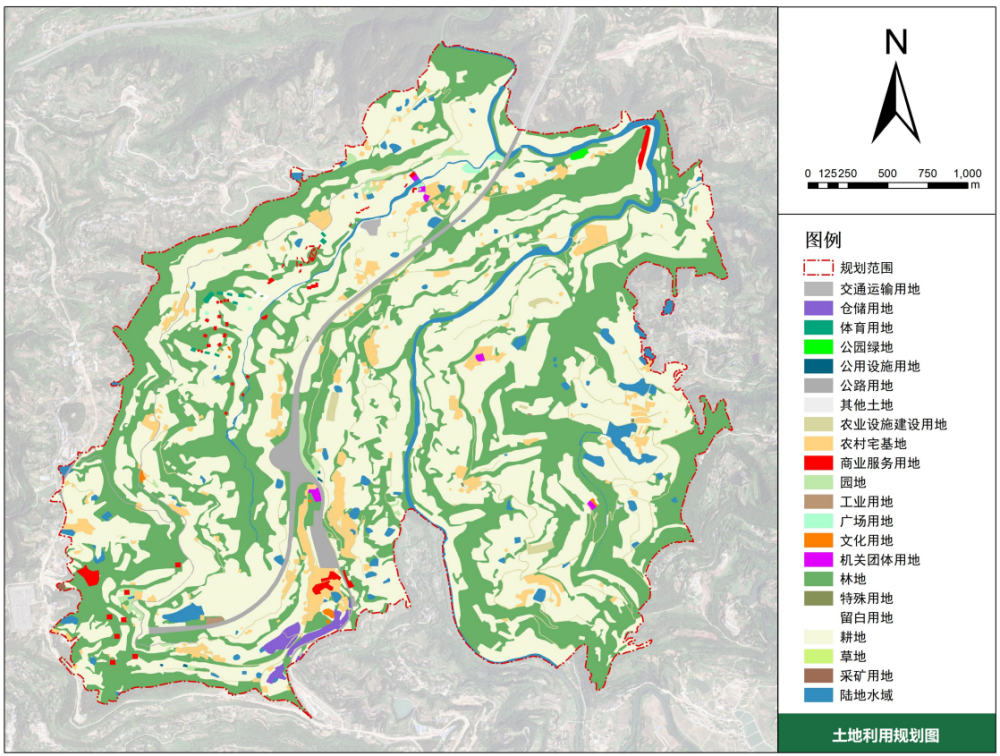 N
0 125250 500 750 1,000
m
图例
规划范围
交通运输用地
仓储用地
体育用地
公园绿地
公用设施用地
公路用地
其他土地
农业设施建设用地
农村宅基地
商业服务用地
园地
工业用地
广场用地
文化用地
机关团体用地
林地
特殊用地
留白用地
耕地
草地
采矿用地
陆地水域
土地利用规划图